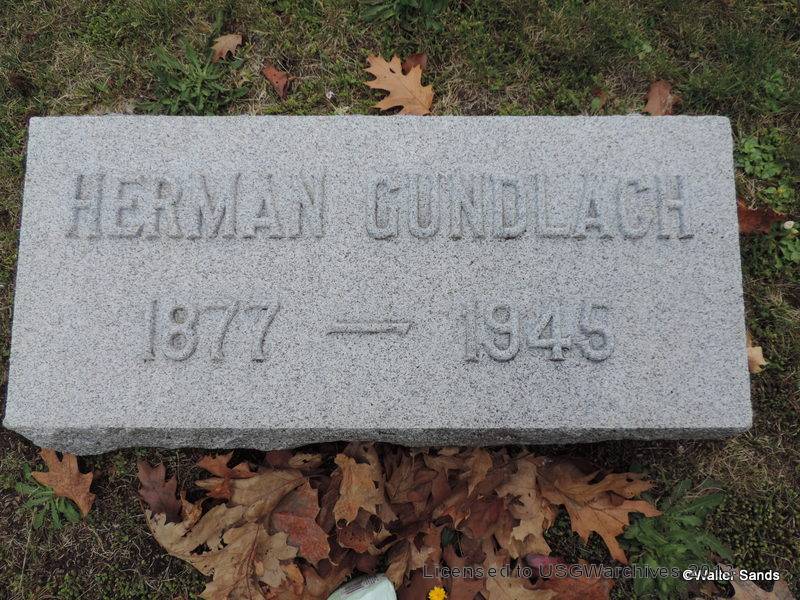 HERMAN GUNDLACH
1877 — 1945
Licensed to USGWarchives
©Walter Sands